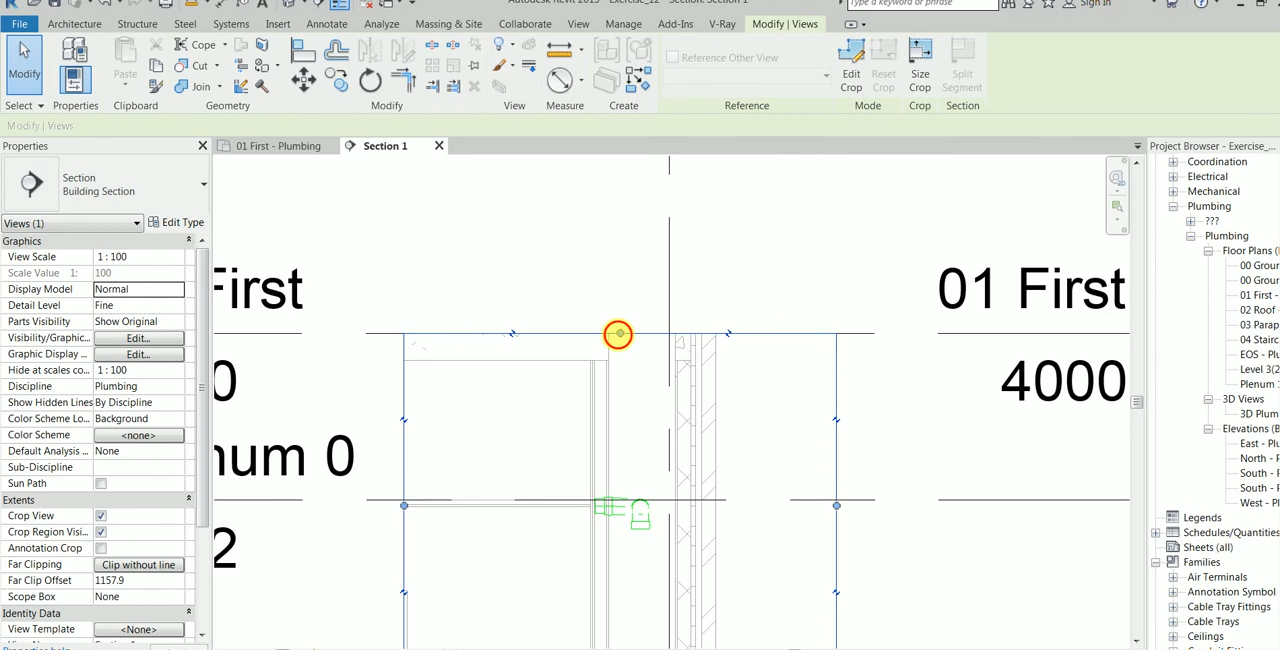 Autodesk Revit 2015 - Exercise_12 - Section: Section 1
Type a keyword or phrase
Sign In
File Architecture Structure Steel Systems Insert Annotate Analyze Massing & Site Collaborate View Manage Add-Ins V-Ray Modify | Views
Modify
Paste
Cope
Cut
Join
Reference Other View
Edit Crop
Reset Crop
Size Crop
Split Segment
Select Properties Clipboard Geometry Modify View Measure Create Reference Mode Crop Section
Modify | Views
Properties
01 First - Plumbing
Section 1
Project Browser - Exercise_...
Section
Building Section
Views (1)
Edit Type
Graphics
View Scale 1 : 100
Scale Value 1: 100
Display Model Normal
Detail Level Fine
Parts Visibility Show Original
Visibility/Graphic... Edit...
Graphic Display ... Edit...
Hide at scales co... 1 : 100
Discipline Plumbing
Show Hidden Lines By Discipline
Color Scheme Loc... Background
Color Scheme <none>
Default Analysis ... None
Sub-Discipline
Sun Path
Extents
Crop View
Crop Region Visi...
Annotation Crop
Far Clipping Clip without line
Far Clip Offset 1157.9
Scope Box None
Identity Data
View Template <None>
Properties help
First
0
num 0
2
01 First
4000
Coordination
Electrical
Mechanical
Plumbing
???
Plumbing
Floor Plans (
00 Groun
00 Groun
01 First -
02 Roof -
03 Parap
04 Stairc
EOS - Pl
Level 3(2
Plenum 1
3D Views
3D Plum
Elevations (B
East - Pl
North - P
South - P
South - P
West - P
Legends
Schedules/Quantities
Sheets (all)
Families
Air Terminals
Annotation Symbol
Cable Tray Fittings
Cable Trays
Ceilings